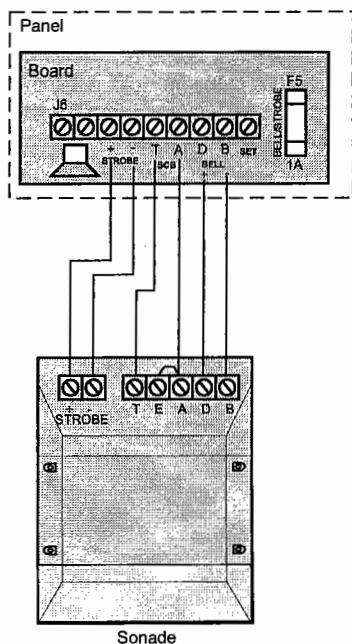 Panel
Board
J6
F5
+ - T A D B SET
STROBE SCB BELL
+ -
BELL/STROBE
1A
+ - T E A D B
STROBE
Sonade